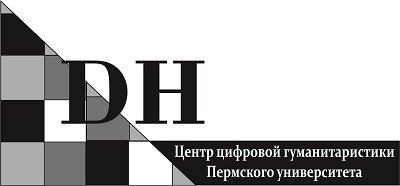 DH
Центр цифровой гуманитаристики
Пермского университета